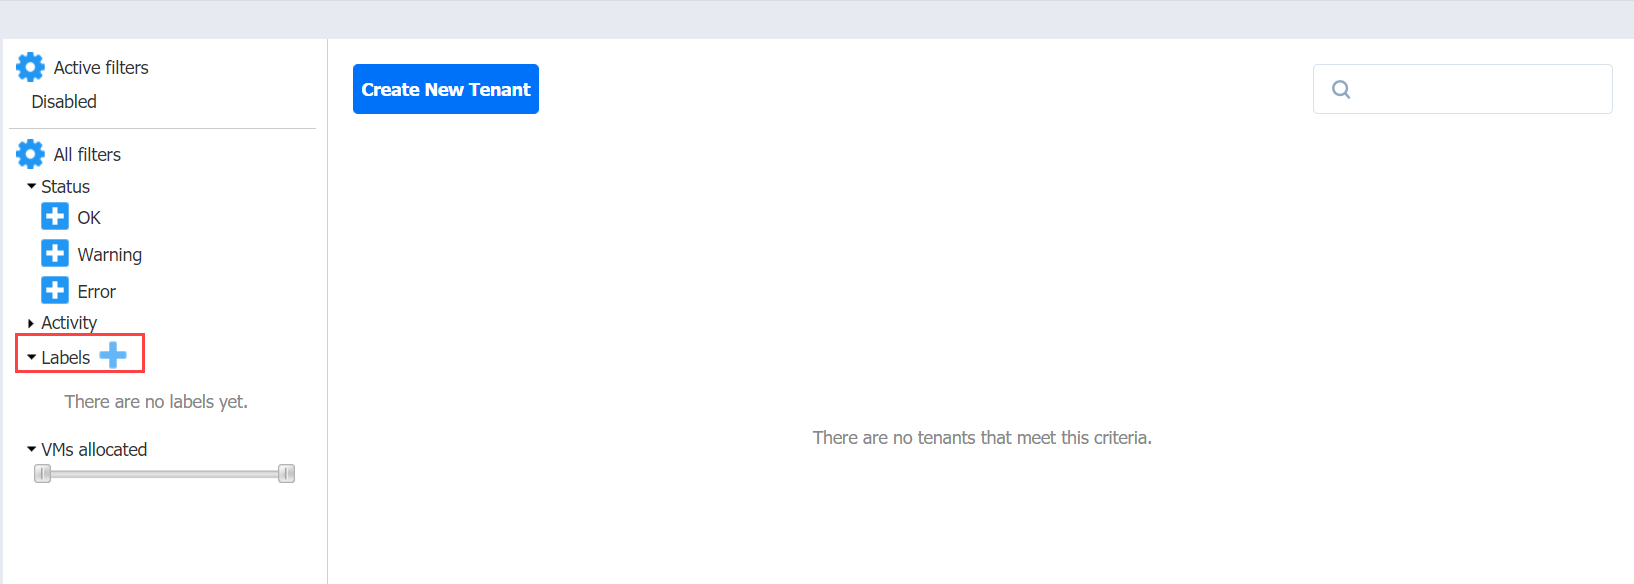 Active filters
Disabled
All filters
Status
OK
Warning
Error
Activity
Labels
There are no labels yet.
VMs allocated
Create New Tenant
There are no tenants that meet this criteria.